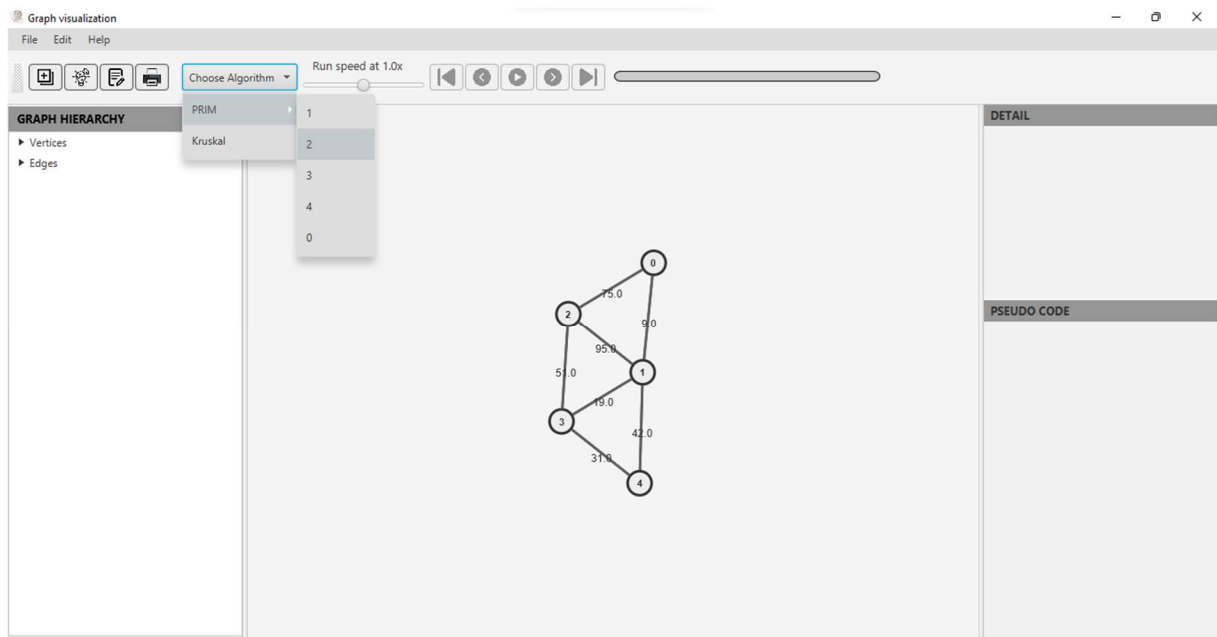 Graph visualization
File Edit Help
Choose Algorithm
Run speed at 1.0x
PRIM
Kruskal
1
2
3
4
0
GRAPH HIERARCHY
Vertices
Edges
DETAIL
PSEUDO CODE
0
75.0
2
9.0
95.0
51.0
1
19.0
3
42.0
31.0
4